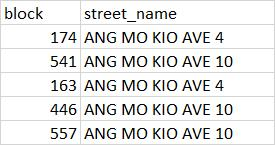 block street_name
174 ANG MO KIO AVE 4
541 ANG MO KIO AVE 10
163 ANG MO KIO AVE 4
446 ANG MO KIO AVE 10
557 ANG MO KIO AVE 10